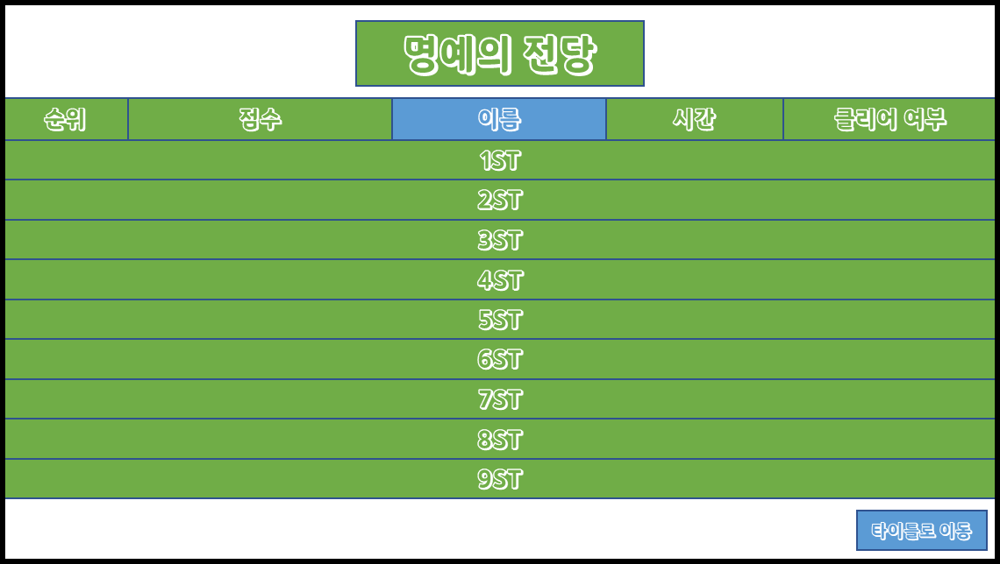 명예의 전당
순위 점수 이름 시간 클리어 여부
1ST
2ST
3ST
4ST
5ST
6ST
7ST
8ST
9ST
타이틀로 이동